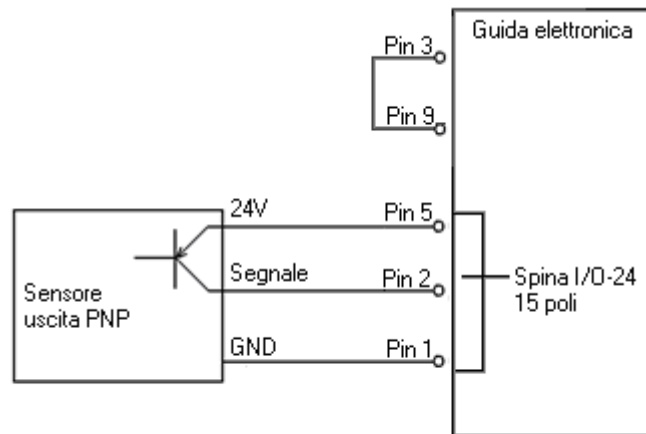 Guida elettronica
Pin 3
Pin 9
24V
Pin 5
Segnale
Pin 2
Spina I/O-24
15 poli
Sensore
uscita PNP
GND
Pin 1